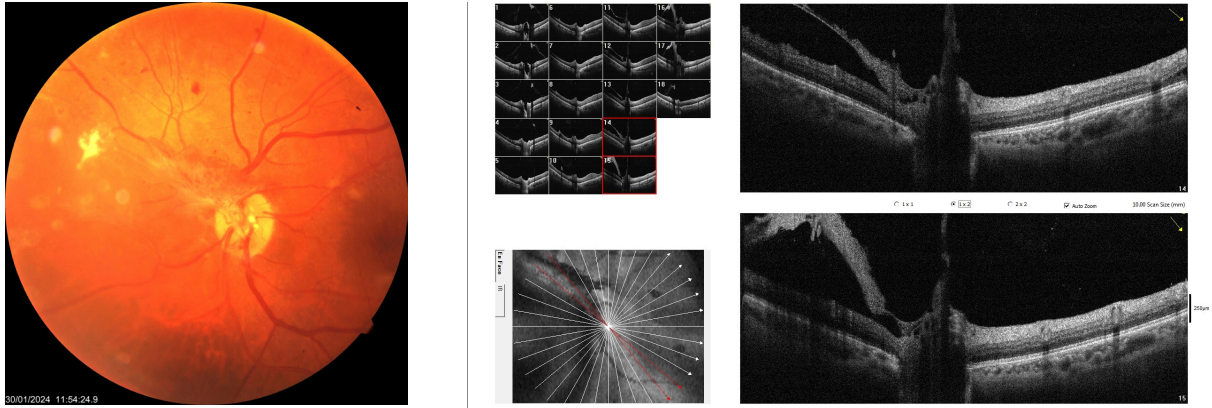 30/01/2024 11:54:24.9
1 6 11 16
2 7 12 17
3 8 13 18
4 9 14
5 10 15
En Face
IR
14
1 x 1 1 x 2 2 x 2 Auto Zoom 10.00 Scan Size (mm)
250µm
15